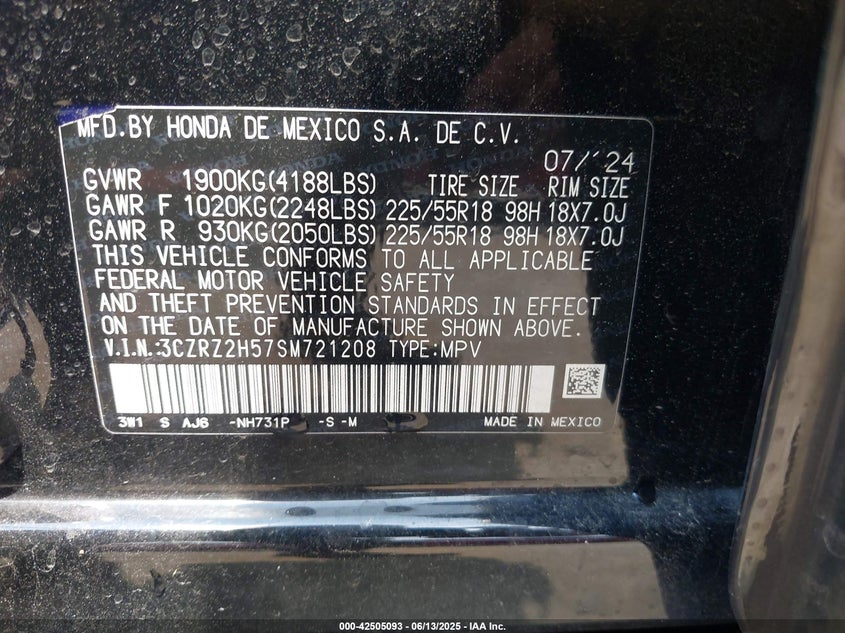 MFD.BY HONDA DE MEXICO S.A. DE C.V.
07/'24
GVWR 1900KG(4188LBS) TIRE SIZE RIM SIZE
GAWR F 1020KG(2248LBS) 225/55R18 98H 18X7.0J
GAWR R 930KG(2050LBS) 225/55R18 98H 18X7.0J
THIS VEHICLE CONFORMS TO ALL APPLICABLE
FEDERAL MOTOR VEHICLE SAFETY
AND THEFT PREVENTION STANDARDS IN EFFECT
ON THE DATE OF MANUFACTURE SHOWN ABOVE.
V.I.N.:3CZRZ2H57SM721208 TYPE:MPV
3W1 S AJ6 -NH731P -S -M MADE IN MEXICO
000-42505093 - 06/13/2025 - IAA Inc.